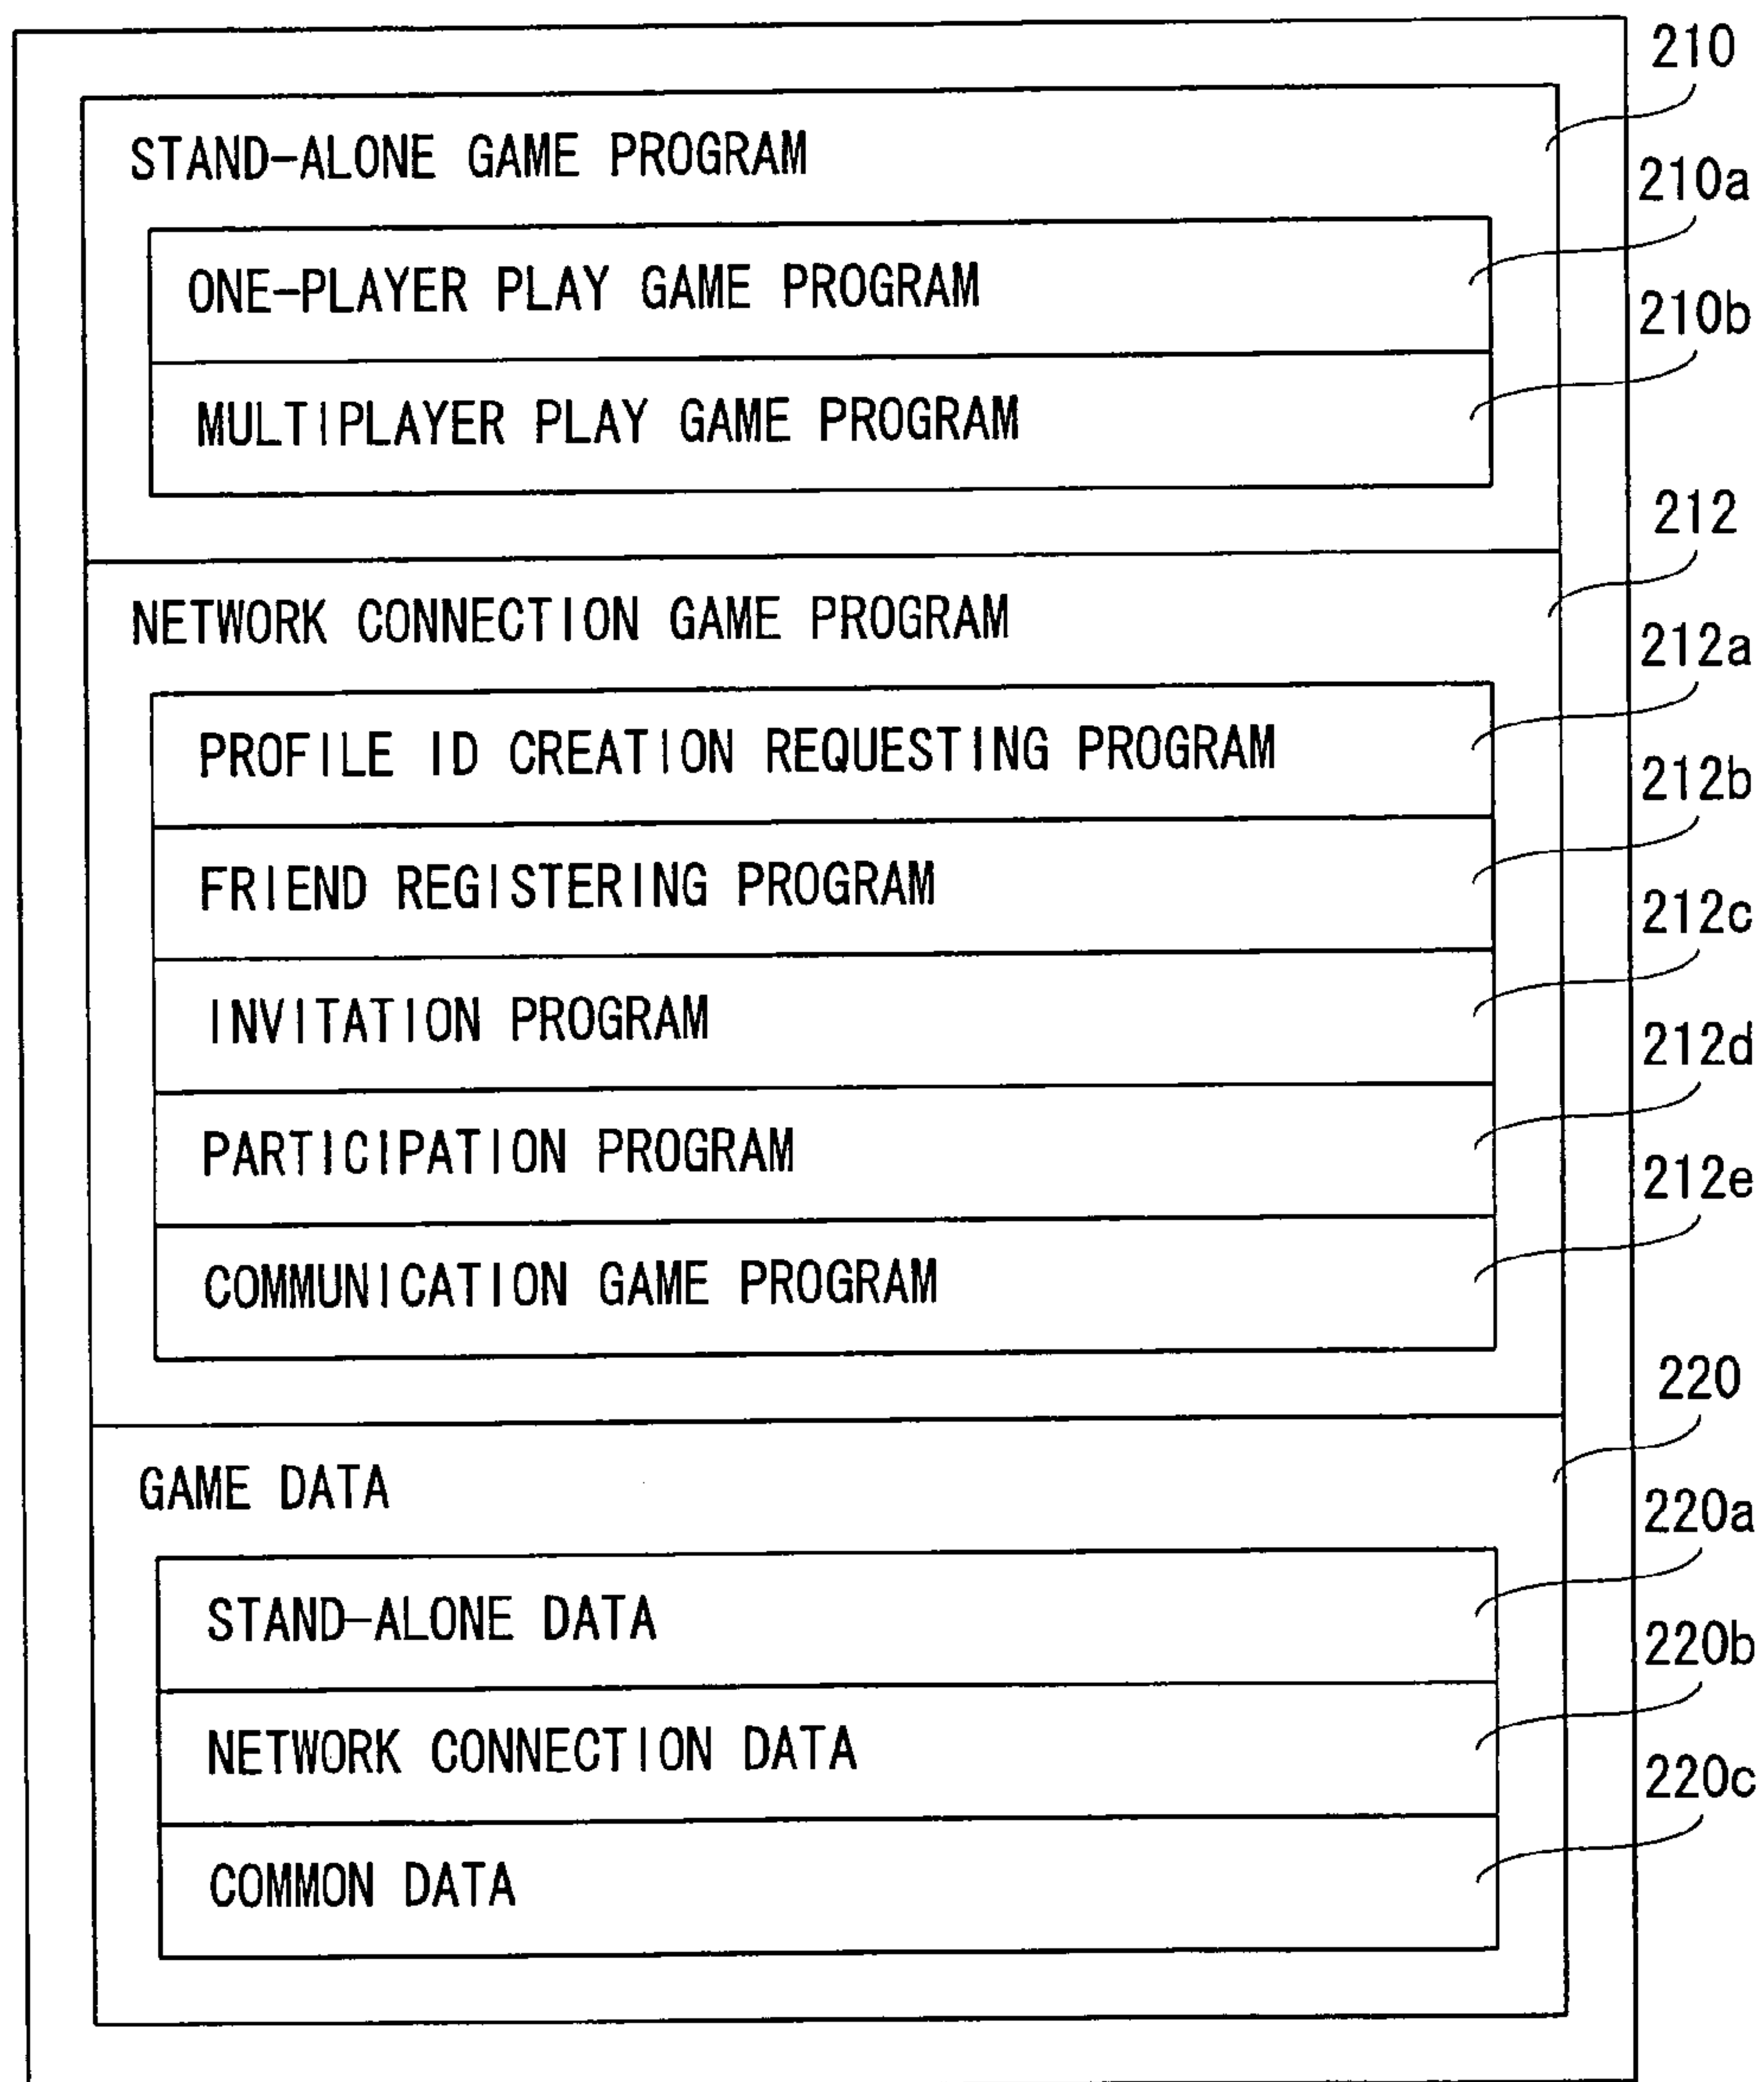 210
STAND-ALONE GAME PROGRAM
210a
ONE-PLAYER PLAY GAME PROGRAM
210b
MULTIPLAYER PLAY GAME PROGRAM
212
NETWORK CONNECTION GAME PROGRAM
212a
PROFILE ID CREATION REQUESTING PROGRAM
212b
FRIEND REGISTERING PROGRAM
212c
INVITATION PROGRAM
212d
PARTICIPATION PROGRAM
212e
COMMUNICATION GAME PROGRAM
220
GAME DATA
220a
STAND-ALONE DATA
220b
NETWORK CONNECTION DATA
220c
COMMON DATA